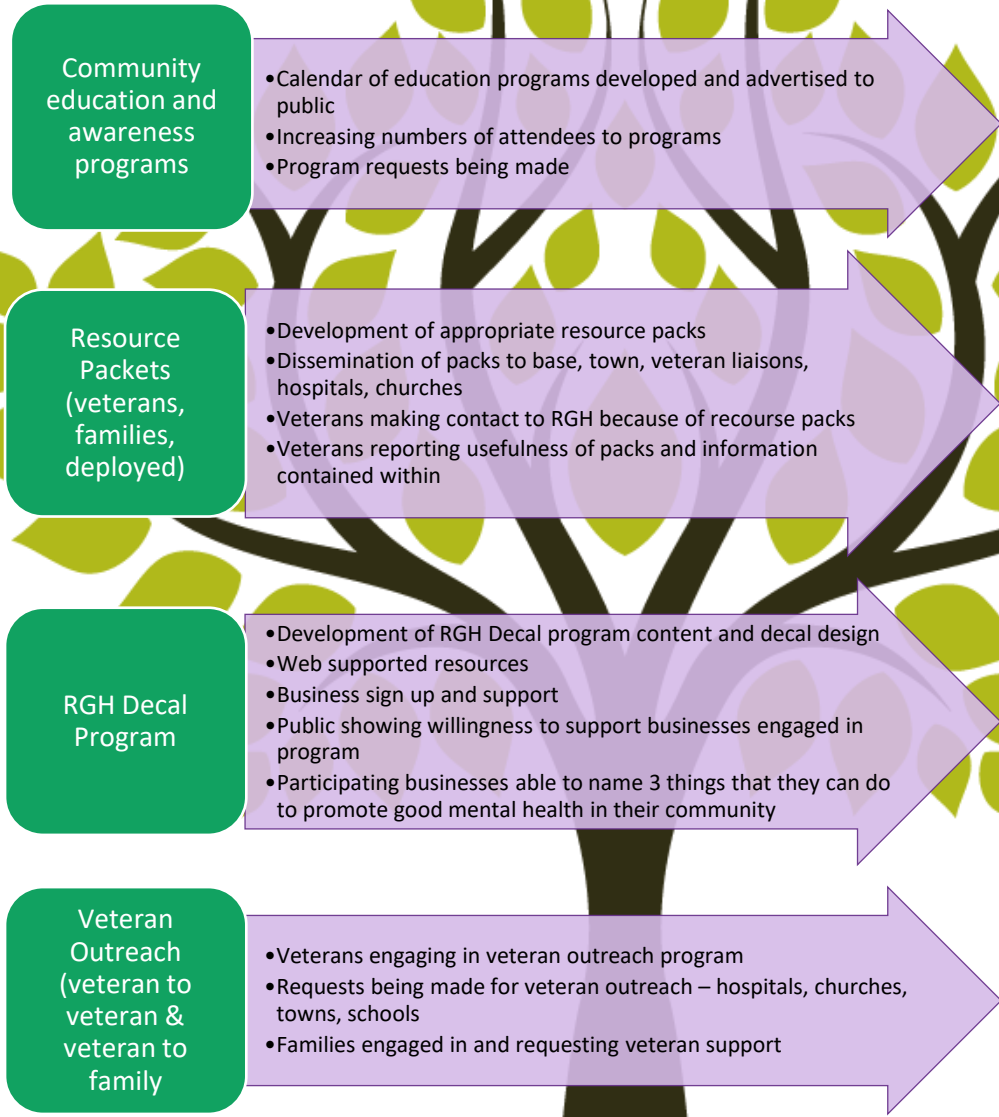 Community
education and
awareness
programs
•Calendar of education programs developed and advertised to
public
•Increasing numbers of attendees to programs
•Program requests being made
Resource
Packets
(veterans,
families,
deployed)
•Development of appropriate resource packs
•Dissemination of packs to base, town, veteran liaisons,
hospitals, churches
•Veterans making contact to RGH because of recourse packs
•Veterans reporting usefulness of packs and information
contained within
RGH Decal
Program
•Development of RGH Decal program content and decal design
•Web supported resources
•Business sign up and support
•Public showing willingness to support businesses engaged in
program
•Participating businesses able to name 3 things that they can do
to promote good mental health in their community
Veteran
Outreach
(veteran to
veteran &
veteran to
family
•Veterans engaging in veteran outreach program
•Requests being made for veteran outreach – hospitals, churches,
towns, schools
•Families engaged in and requesting veteran support